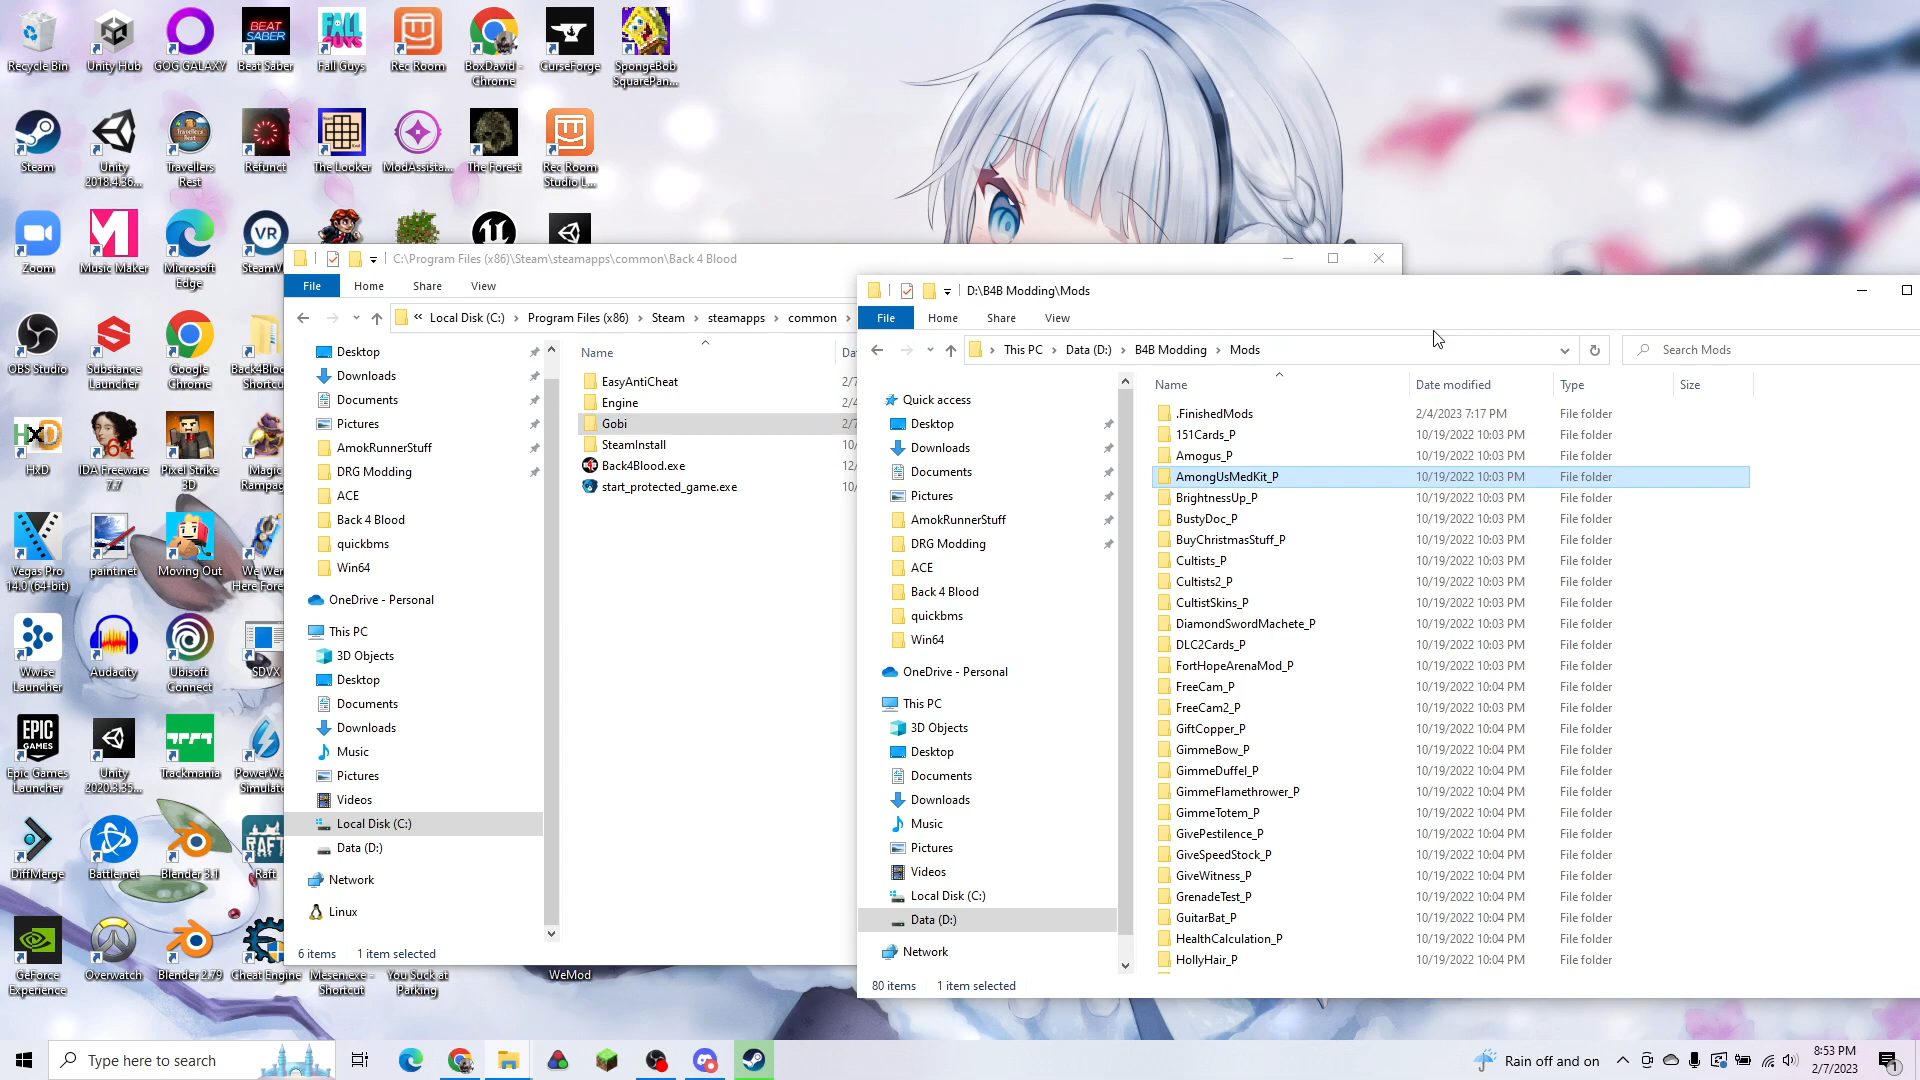 Recycle Bin
Unity Hub
GOG GALAXY
Beat Saber
Fall Guys
Rec Room
BoxDavid - Chrome
CurseForge
SpongeBob SquarePan...
Steam
Unity 2018.4.36...
Travellers Rest
Refunct
The Looker
ModAssista...
The Forest
Rec Room Studio L...
Zoom
Music Maker
Microsoft Edge
SteamV
OBS Studio
Substance Launcher
Google Chrome
Back4Bloo
Shortcu
HxD
IDA Freeware 7.7
Pixel Strike 3D
Magic
Rampag
Vegas Pro 14.0 (64-bit)
paint.net
Moving Out
We Wer
Here Fore
Wwise Launcher
Audacity
Ubisoft Connect
SDVX
Epic Games Launcher
Unity 2020.3.35...
Trackmania
PowerWa
Simulato
DiffMerge
Battle.net
Blender 3.1
Raft
GeForce Experience
Overwatch
Blender 2.79
Cheat Engine
Mesen.exe - Shortcut
You Suck at Parking
WeMod
C:\Program Files (x86)\Steam\steamapps\common\Back 4 Blood
File
Home
Share
View
« Local Disk (C:) > Program Files (x86) > Steam > steamapps > common >
Desktop
Downloads
Documents
Pictures
AmokRunnerStuff
DRG Modding
ACE
Back 4 Blood
quickbms
Win64
OneDrive - Personal
This PC
3D Objects
Desktop
Documents
Downloads
Music
Pictures
Videos
Local Disk (C:)
Data (D:)
Network
Linux
Name
Da
EasyAntiCheat 2/7
Engine 2/4
Gobi 2/7
SteamInstall 10/
Back4Blood.exe 12/
start_protected_game.exe 10/
6 items
1 item selected
D:\B4B Modding\Mods
File
Home
Share
View
> This PC > Data (D:) > B4B Modding > Mods
Search Mods
Quick access
Desktop
Downloads
Documents
Pictures
AmokRunnerStuff
DRG Modding
ACE
Back 4 Blood
quickbms
Win64
OneDrive - Personal
This PC
3D Objects
Desktop
Documents
Downloads
Music
Pictures
Videos
Local Disk (C:)
Data (D:)
Network
Name Date modified Type Size
.FinishedMods 2/4/2023 7:17 PM File folder
151Cards_P 10/19/2022 10:03 PM File folder
Amogus_P 10/19/2022 10:03 PM File folder
AmongUsMedKit_P 10/19/2022 10:03 PM File folder
BrightnessUp_P 10/19/2022 10:03 PM File folder
BustyDoc_P 10/19/2022 10:03 PM File folder
BuyChristmasStuff_P 10/19/2022 10:03 PM File folder
Cultists_P 10/19/2022 10:03 PM File folder
Cultists2_P 10/19/2022 10:03 PM File folder
CultistSkins_P 10/19/2022 10:03 PM File folder
DiamondSwordMachete_P 10/19/2022 10:03 PM File folder
DLC2Cards_P 10/19/2022 10:03 PM File folder
FortHopeArenaMod_P 10/19/2022 10:03 PM File folder
FreeCam_P 10/19/2022 10:04 PM File folder
FreeCam2_P 10/19/2022 10:03 PM File folder
GiftCopper_P 10/19/2022 10:04 PM File folder
GimmeBow_P 10/19/2022 10:04 PM File folder
GimmeDuffel_P 10/19/2022 10:04 PM File folder
GimmeFlamethrower_P 10/19/2022 10:04 PM File folder
GimmeTotem_P 10/19/2022 10:04 PM File folder
GivePestilence_P 10/19/2022 10:04 PM File folder
GiveSpeedStock_P 10/19/2022 10:04 PM File folder
GiveWitness_P 10/19/2022 10:04 PM File folder
GrenadeTest_P 10/19/2022 10:04 PM File folder
GuitarBat_P 10/19/2022 10:04 PM File folder
HealthCalculation_P 10/19/2022 10:04 PM File folder
HollyHair_P 10/19/2022 10:04 PM File folder
80 items
1 item selected
Type here to search
Rain off and on
8:53 PM
2/7/2023
1